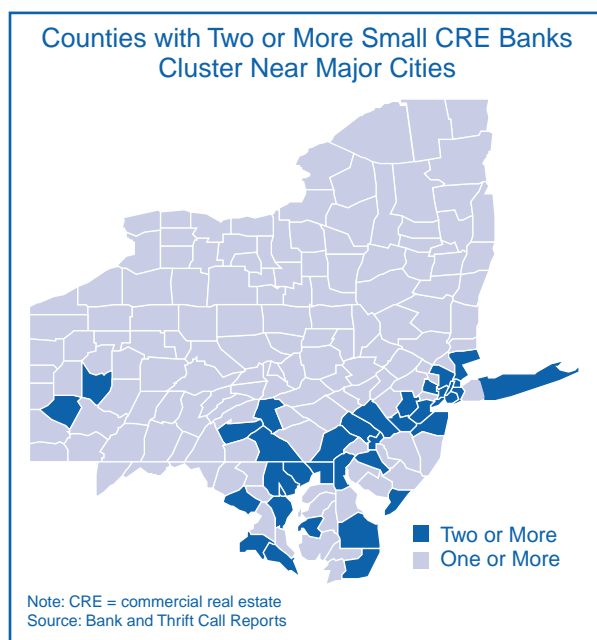 Counties with Two or More Small CRE Banks
Cluster Near Major Cities
Two or More
One or More
Note: CRE = commercial real estate
Source: Bank and Thrift Call Reports